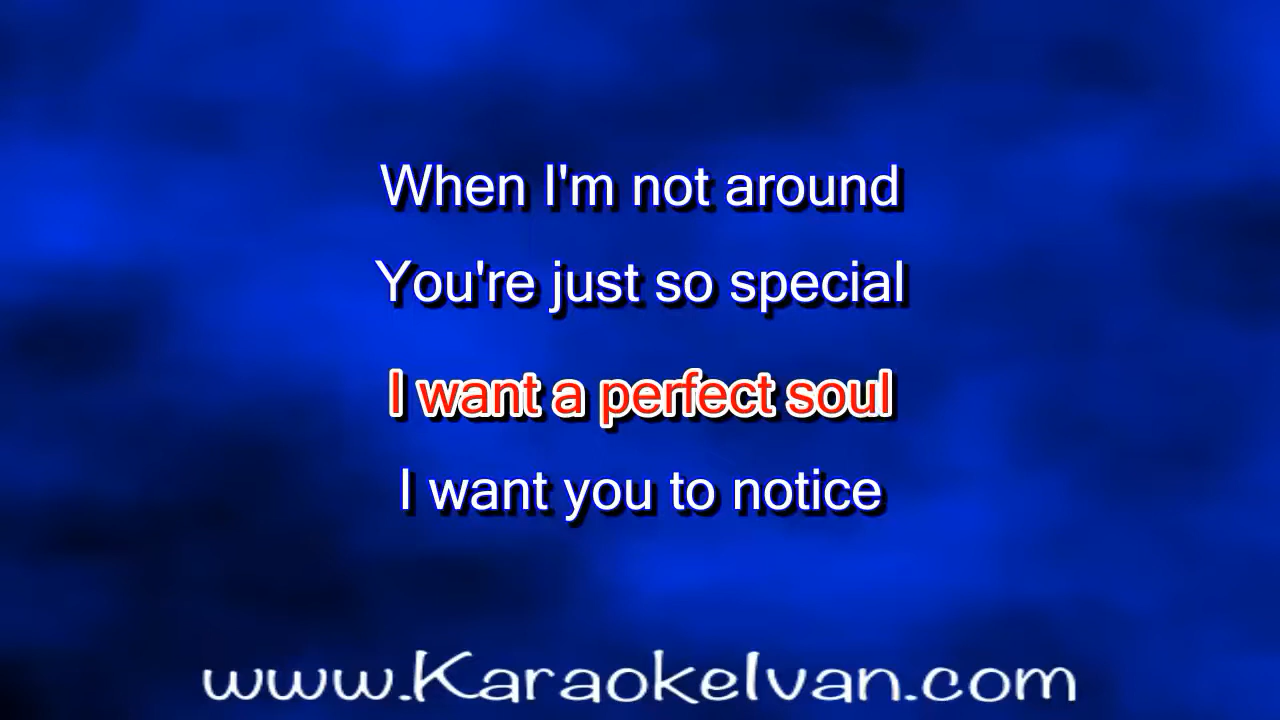 When I'm not around
You're just so special
I want a perfect soul
I want you to notice
www.KaraokeIvan.com